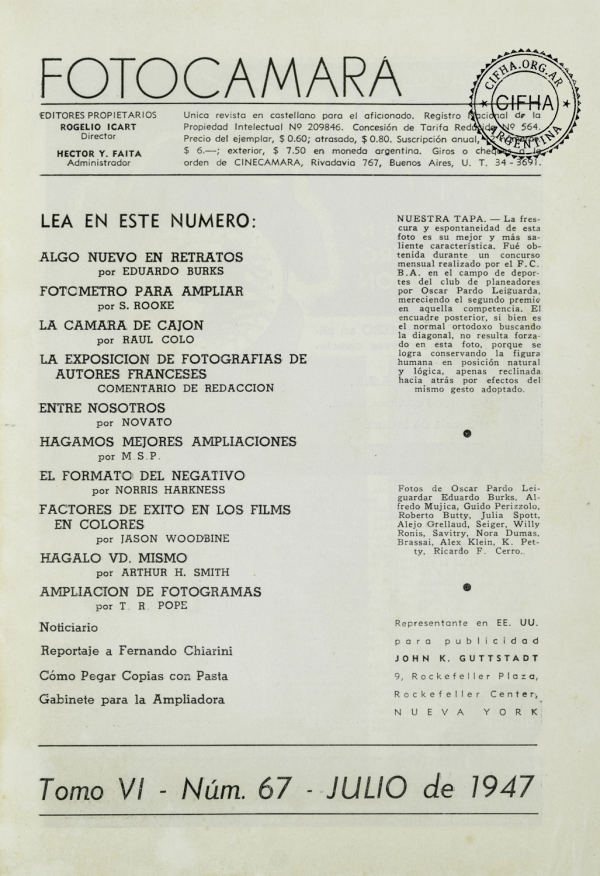 FOTOCAMARA
CIFHA.ORG.AR
CIFHA
ARGENTINA
EDITORES PROPIETARIOS
ROGELIO ICART
Director
HECTOR Y. FAITA
Administrador
Unica revista en castellano para el aficionado. Registro Nacional de la
Propiedad Intelectual Nº 209846. Concesión de Tarifa Reducida Nº 564.
Precio del ejemplar, $ 0.60; atrasado, $ 0.80. Suscripción anual,
$ 6.—; exterior, $ 7.50 en moneda argentina. Giros o cheques a la
orden de CINECAMARA, Rivadavia 767, Buenos Aires, U. T. 34-3691.
LEA EN ESTE NUMERO:
ALGO NUEVO EN RETRATOS
por EDUARDO BURKS
FOTOMETRO PARA AMPLIAR
por S. ROOKE
LA CAMARA DE CAJON
por RAUL COLO
LA EXPOSICION DE FOTOGRAFIAS DE
AUTORES FRANCESES
COMENTARIO DE REDACCION
ENTRE NOSOTROS
por NOVATO
HAGAMOS MEJORES AMPLIACIONES
por M.S.P.
EL FORMATO DEL NEGATIVO
por NORRIS HARKNESS
FACTORES DE EXITO EN LOS FILMS
EN COLORES
por JASON WOODBINE
HAGALO VD. MISMO
por ARTHUR H. SMITH
AMPLIACION DE FOTOGRAMAS
por T. R. POPE
Noticiario
Reportaje a Fernando Chiarini
Cómo Pegar Copias con Pasta
Gabinete para la Ampliadora
NUESTRA TAPA. — La fres-
cura y espontaneidad de esta
foto es su mejor y más sa-
liente característica. Fué ob-
tenida durante un concurso
mensual realizado por el F. C.
B. A. en el campo de depor-
tes del club de planeadores
por Oscar Pardo Leiguarda,
mereciendo el segundo premio
en aquella competencia. El
encuadre posterior, si bien es
el normal ortodoxo buscando
la diagonal, no resulta forza-
do en esta foto, porque se
logra conservando la figura
humana en posición natural
y lógica, apenas reclinada
hacia atrás por efectos del
mismo gesto adoptado.
Fotos de Oscar Pardo Lei-
guardar Eduardo Burks, Al-
fredo Mujica, Guido Perizzolo,
Roberto Butty, Julia Spott,
Alejo Grellaud, Seiger, Willy
Ronis, Savitry, Nora Dumas,
Brassai, Alex Klein, K. Pet-
ty, Ricardo F. Cerro.
Representante en EE. UU.
para publicidad
JOHN K. GUTTSTADT
9, Rockefeller Plaza,
Rockefeller Center,
NUEVA YORK
Tomo VI - Núm. 67 - JULIO de 1947